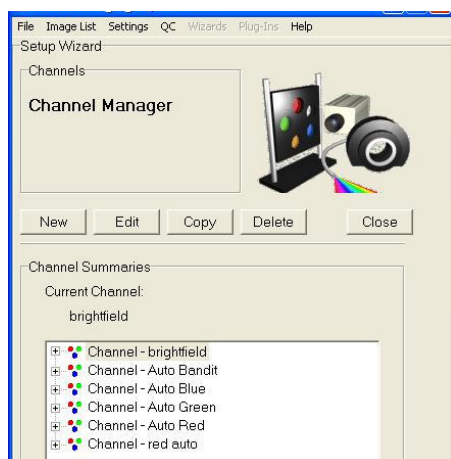 File Image List Settings QC Wizards Plug-Ins Help
Setup Wizard
Channels
Channel Manager
New Edit Copy Delete Close
Channel Summaries
Current Channel:
brightfield
Channel - brightfield
Channel - Auto Bandit
Channel - Auto Blue
Channel - Auto Green
Channel - Auto Red
Channel - red auto